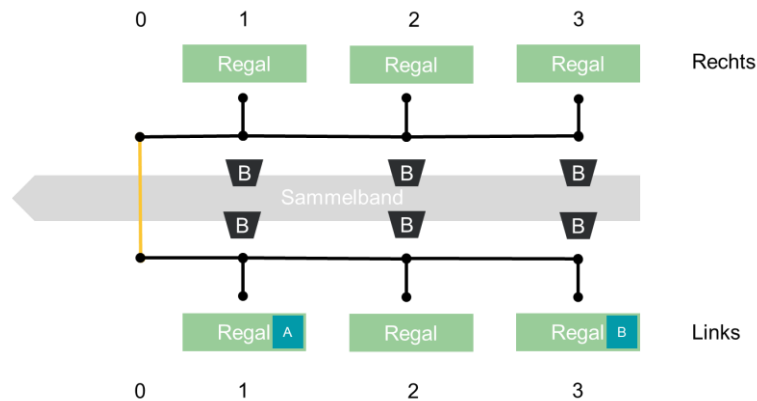 0 1 2 3
Regal Regal Regal Rechts
B B B
Sammelband
B B B
Regal A Regal Regal B Links
0 1 2 3